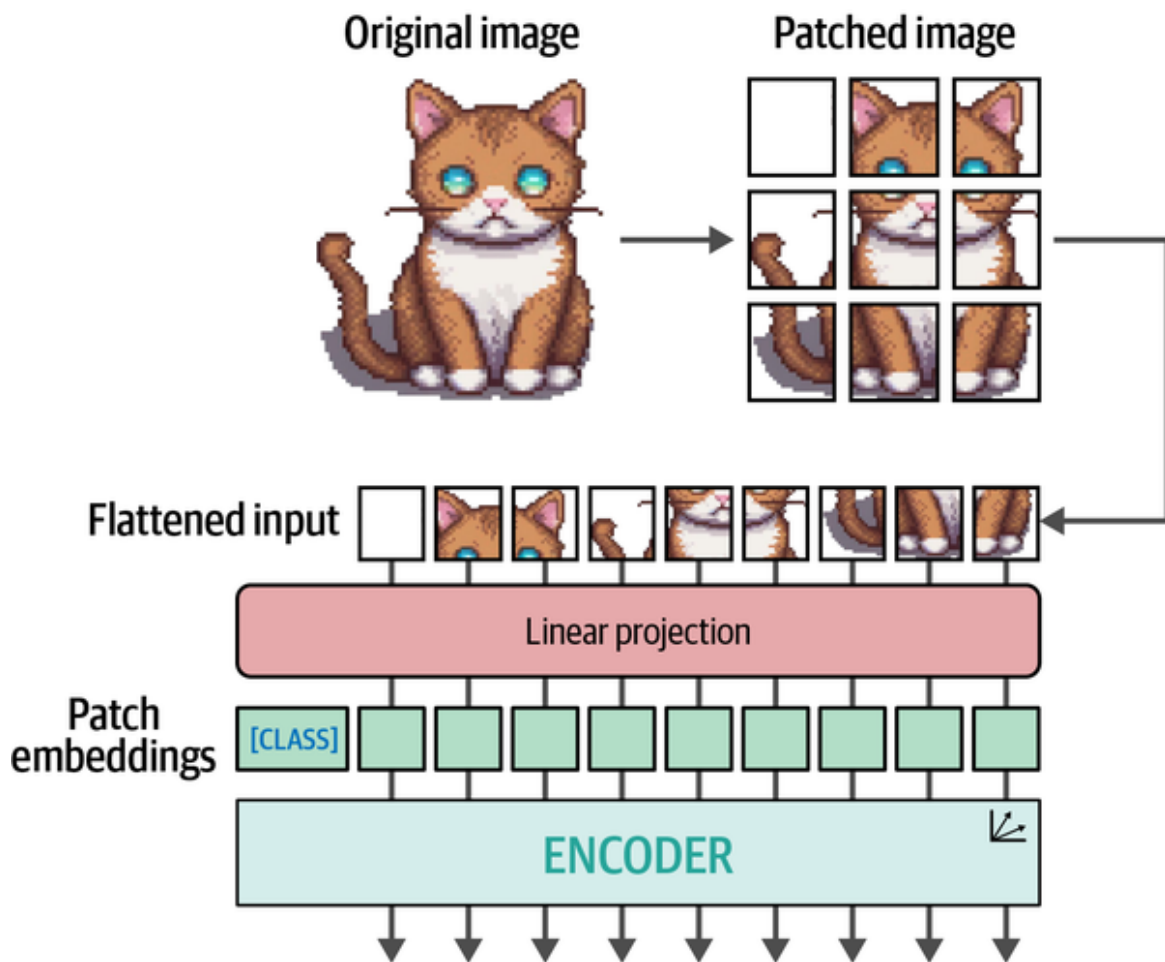 Original image
Patched image
Flattened input
Linear projection
Patch
embeddings
[CLASS]
ENCODER